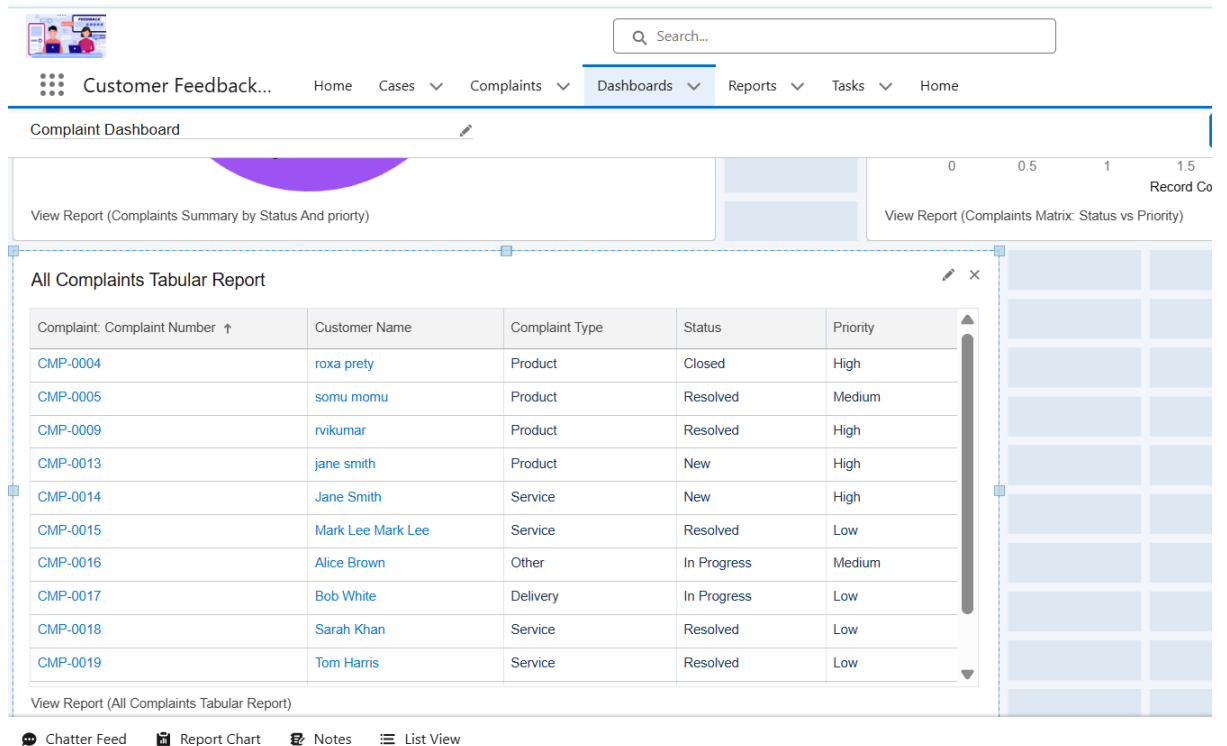 FEEDBACK
Search...
Customer Feedback... Home Cases Complaints Dashboards Reports Tasks Home
Complaint Dashboard
0 0.5 1 1.5
Record Co
View Report (Complaints Summary by Status And priorty) View Report (Complaints Matrix: Status vs Priority)
All Complaints Tabular Report
Complaint: Complaint Number ↑ Customer Name Complaint Type Status Priority
CMP-0004 roxa prety Product Closed High
CMP-0005 somu momu Product Resolved Medium
CMP-0009 rvikumar Product Resolved High
CMP-0013 jane smith Product New High
CMP-0014 Jane Smith Service New High
CMP-0015 Mark Lee Mark Lee Service Resolved Low
CMP-0016 Alice Brown Other In Progress Medium
CMP-0017 Bob White Delivery In Progress Low
CMP-0018 Sarah Khan Service Resolved Low
CMP-0019 Tom Harris Service Resolved Low
View Report (All Complaints Tabular Report)
Chatter Feed Report Chart Notes List View